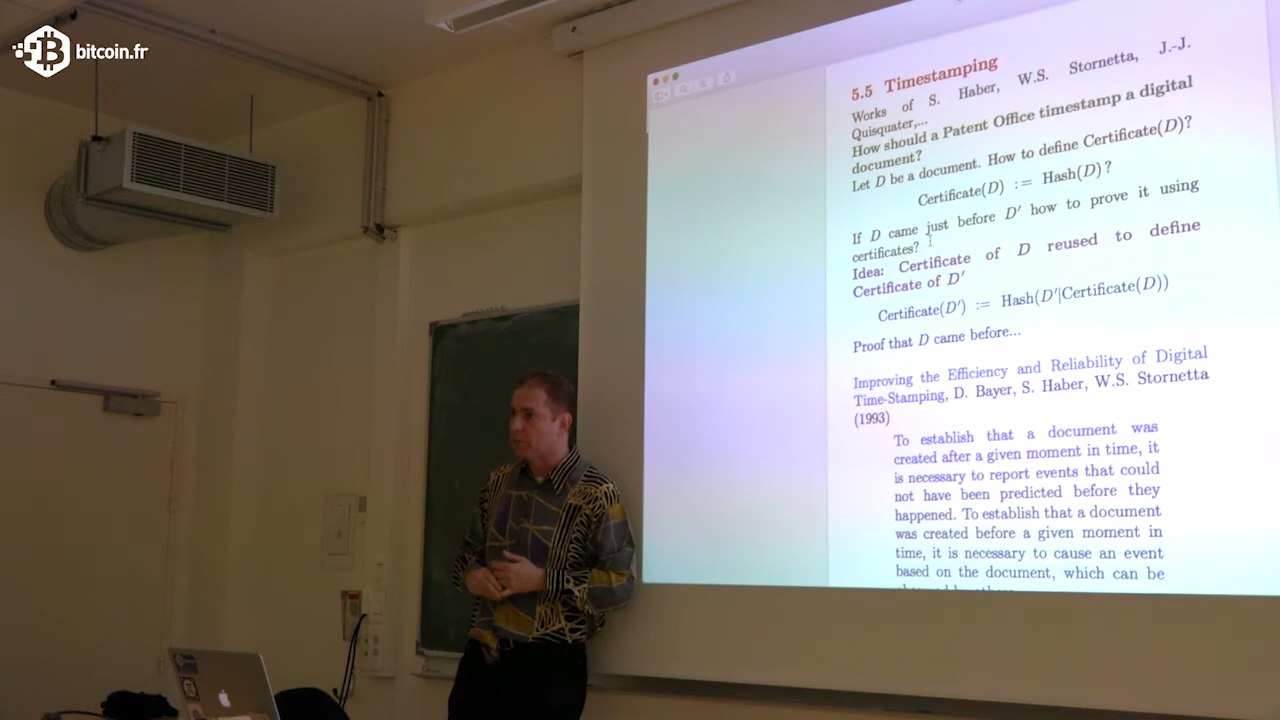 bitcoin.fr
5.5 Timestamping
Works of S. Haber, W.S. Stornetta, J.-J.
Quisquater,...
How should a Patent Office timestamp a digital
document?
Let D be a document. How to define Certificate(D)?
Certificate(D) := Hash(D)?
If D came just before D′ how to prove it using
certificates?
Idea: Certificate of D reused to define
Certificate of D′
Certificate(D′) := Hash(D′|Certificate(D))
Proof that D came before...
Improving the Efficiency and Reliability of Digital
Time-Stamping, D. Bayer, S. Haber, W.S. Stornetta
(1993)
To establish that a document was
created after a given moment in time, it
is necessary to report events that could
not have been predicted before they
happened. To establish that a document
was created before a given moment in
time, it is necessary to cause an event
based on the document, which can be